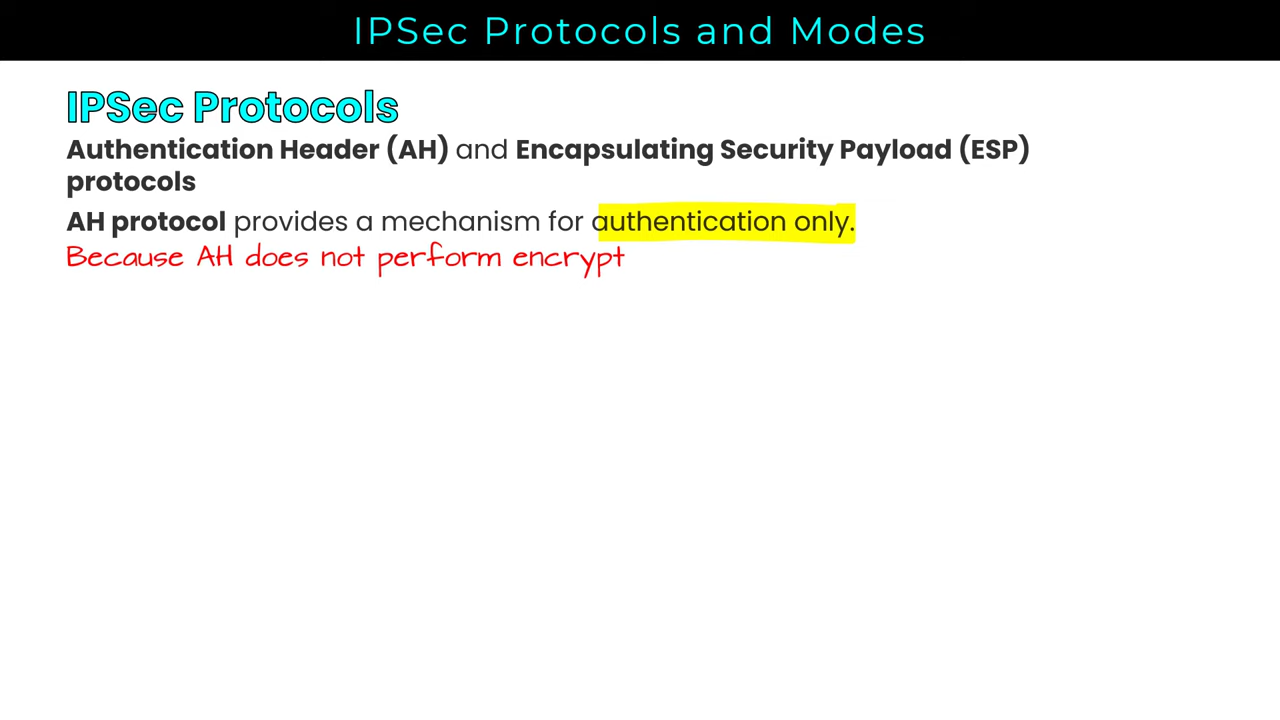 IPSec Protocols and Modes
IPSec Protocols
Authentication Header (AH) and Encapsulating Security Payload (ESP)
protocols
AH protocol provides a mechanism for authentication only.
Because AH does not perform encrypt